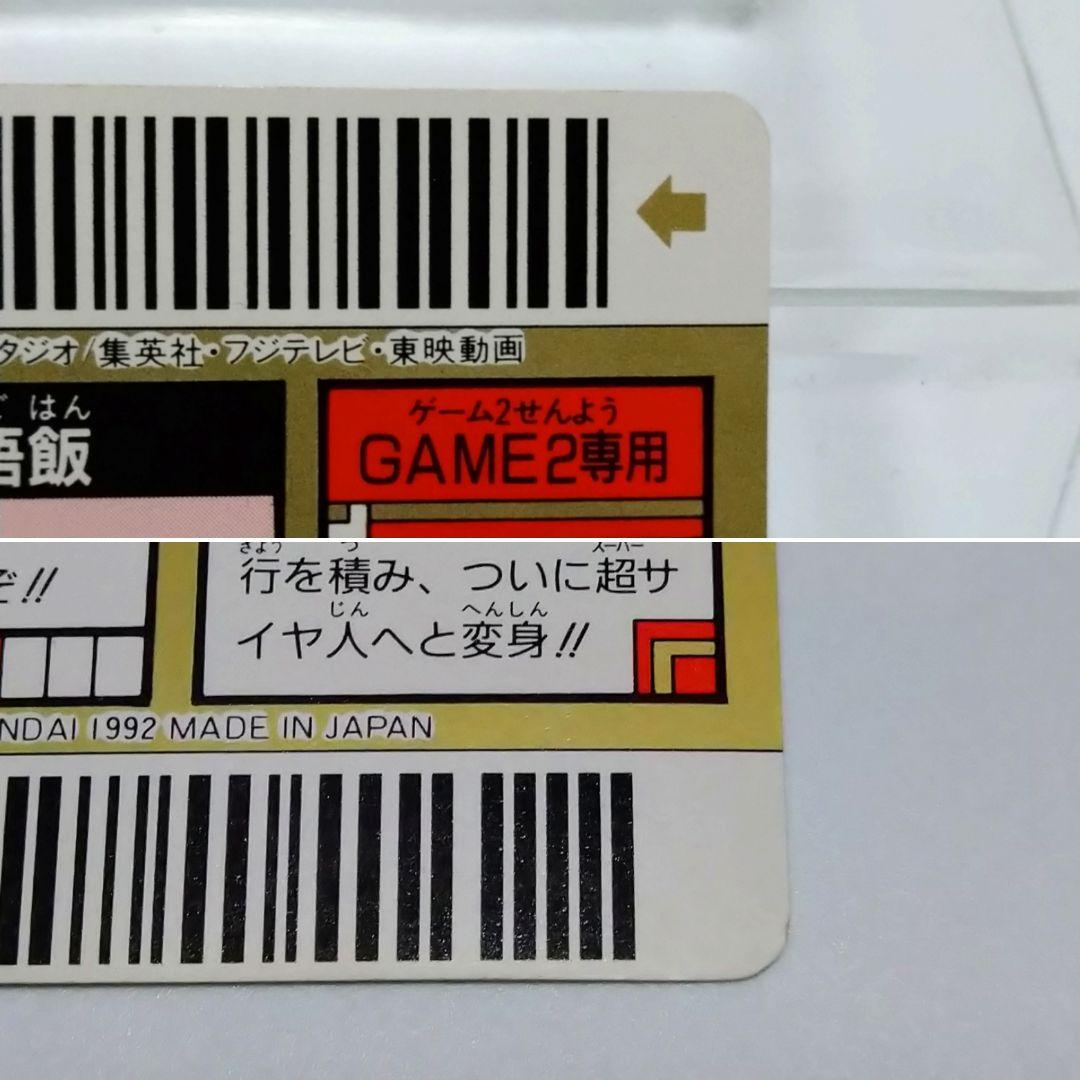 タジオ/集英社・フジテレビ・東映動画
ごはん
悟飯
ゲーム2せんよう
GAME2専用
ぞ!!
ぎょう つ スーパー
行を積み、ついに超サ
じん へんしん
イヤ人へと変身!!
NDAI 1992 MADE IN JAPAN